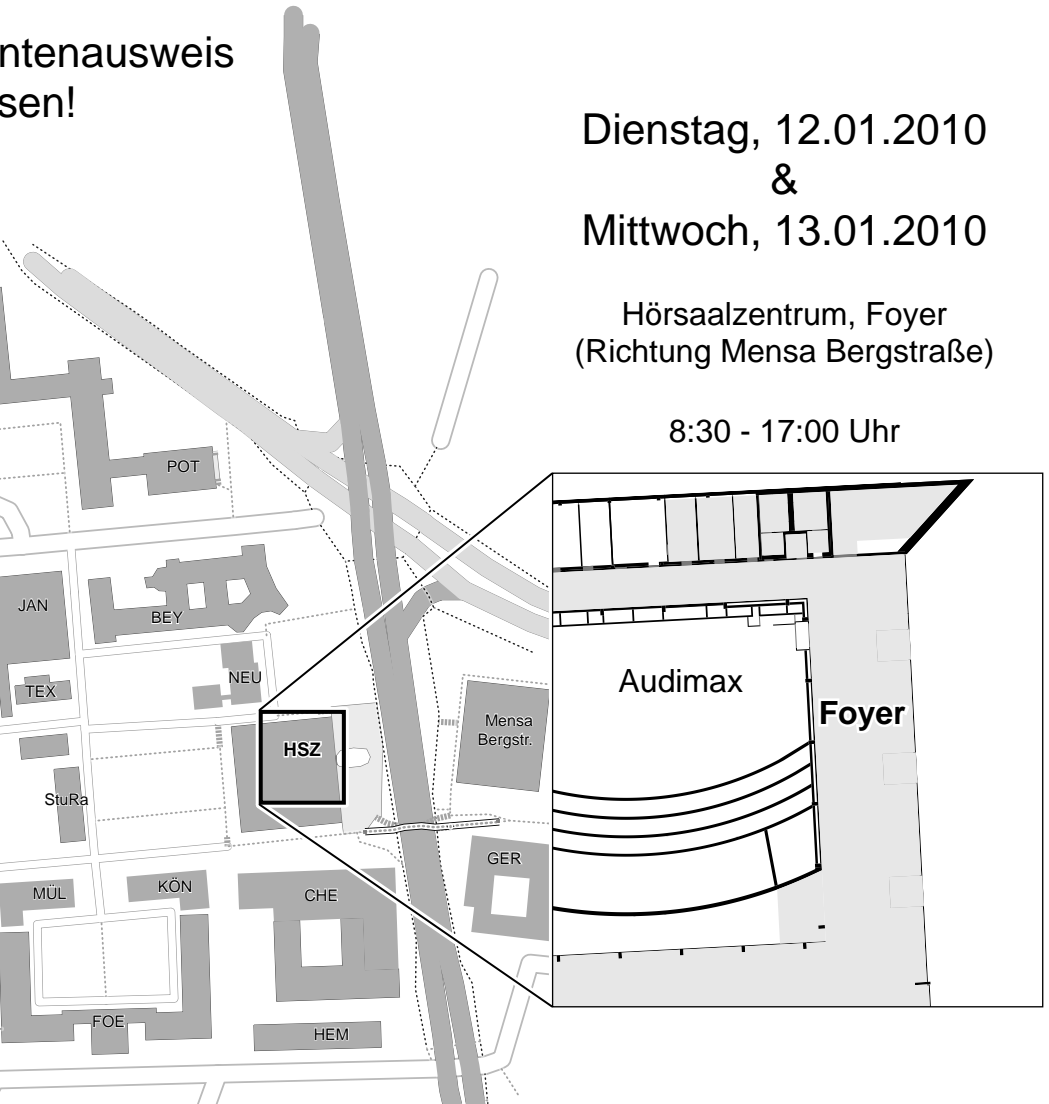 ntenausweis
sen!
Dienstag, 12.01.2010
&
Mittwoch, 13.01.2010
Hörsaalzentrum, Foyer
(Richtung Mensa Bergstraße)
8:30 - 17:00 Uhr
POT
JAN
BEY
TEX
NEU
HSZ
Mensa
Bergstr.
StuRa
GER
MÜL
KÖN
CHE
FOE
HEM
Audimax
Foyer